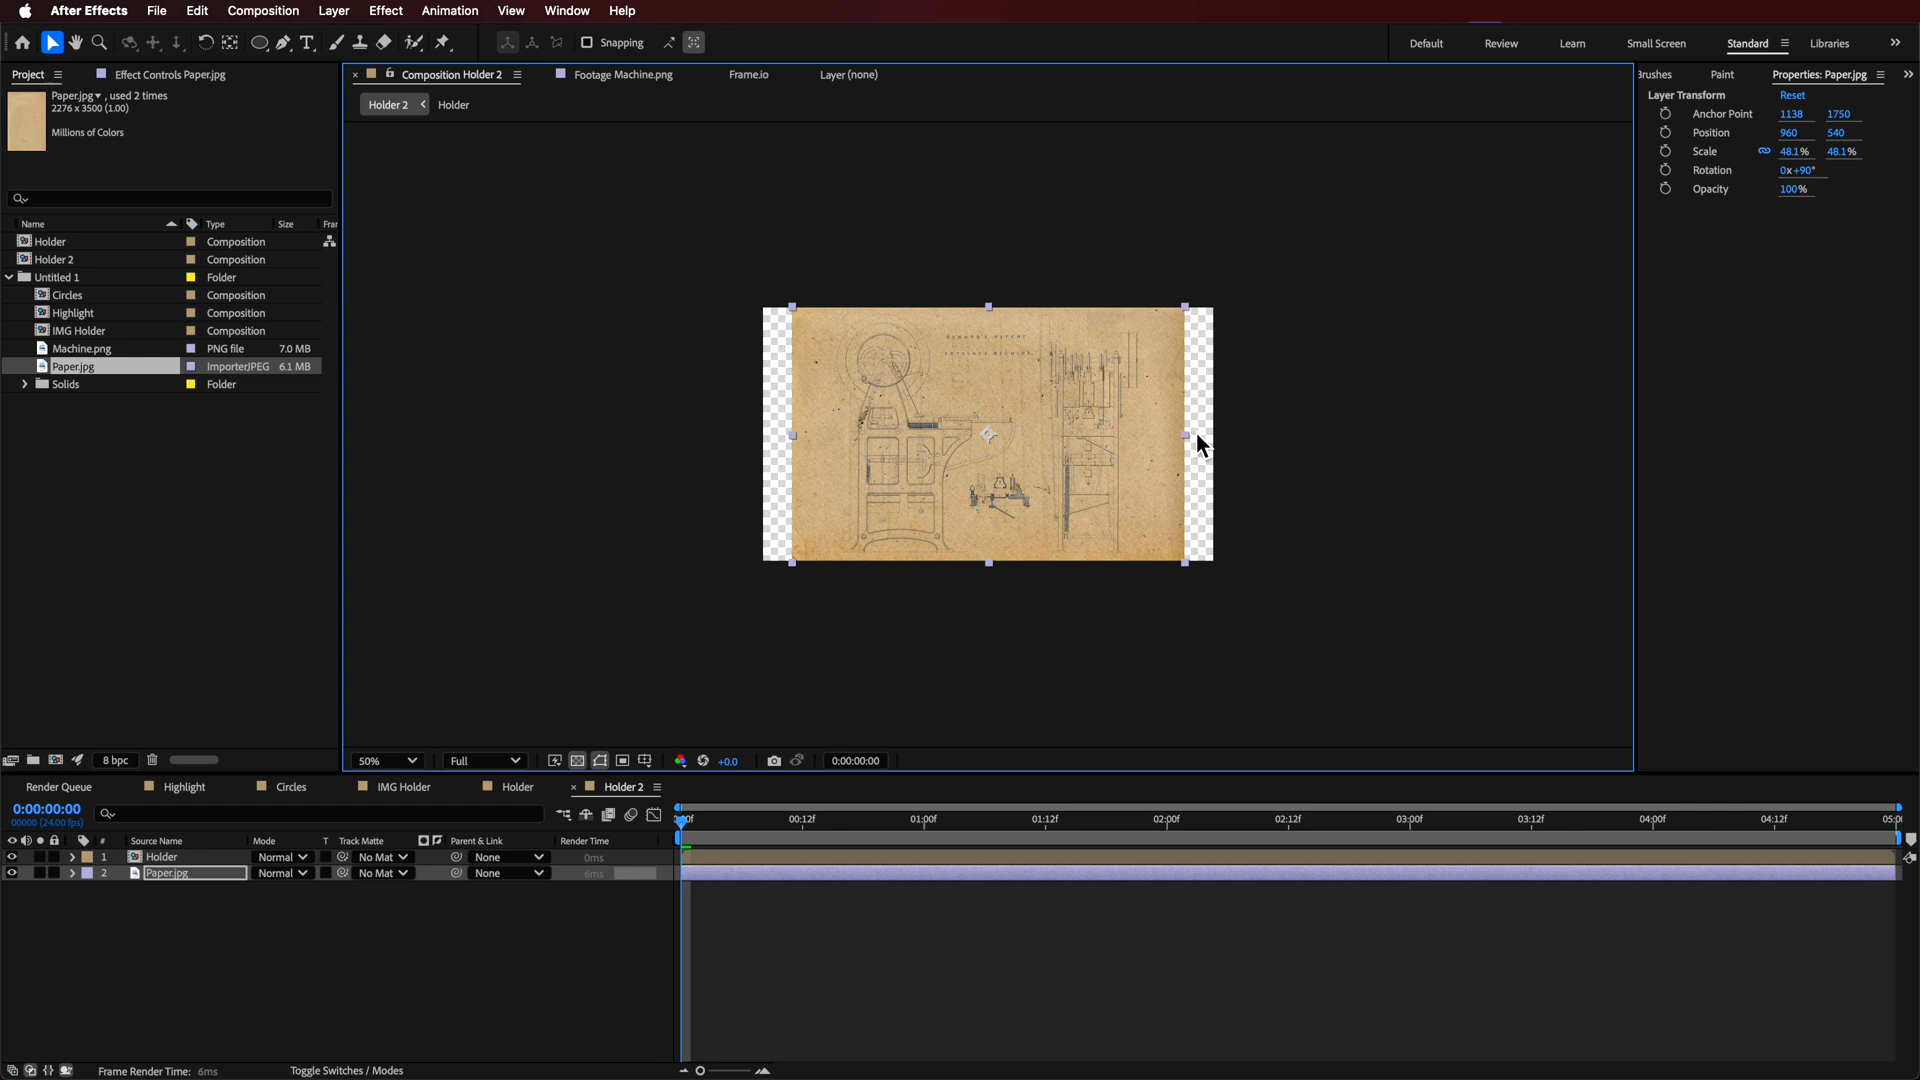 After Effects File Edit Composition Layer Effect Animation View Window Help
Snapping Default Review Learn Small Screen Standard Libraries
Project Effect Controls Paper.jpg
Paper.jpg , used 2 times
2276 x 3500 (1.00)
Millions of Colors
Name Type Size Fra
Holder Composition
Holder 2 Composition
Untitled 1 Folder
Circles Composition
Highlight Composition
IMG Holder Composition
Machine.png PNG file 7.0 MB
Paper.jpg ImporterJPEG 6.1 MB
Solids Folder
8 bpc
Composition Holder 2 Footage Machine.png Frame.io Layer (none)
Holder 2 Holder
50% Full +0.0 0:00:00:00
Brushes Paint Properties: Paper.jpg
Layer Transform Reset
Anchor Point 1138 1750
Position 960 540
Scale 48.1% 48.1%
Rotation 0x+90°
Opacity 100%
Render Queue Highlight Circles IMG Holder Holder Holder 2
0:00:00:00
00000 (24.00 fps)
# Source Name Mode T Track Matte Parent & Link Render Time
1 Holder Normal No Mat None 0ms
2 Paper.jpg Normal No Mat None 6ms
00:12f 01:00f 01:12f 02:00f 02:12f 03:00f 03:12f 04:00f 04:12f 05:0
Frame Render Time: 6ms Toggle Switches / Modes